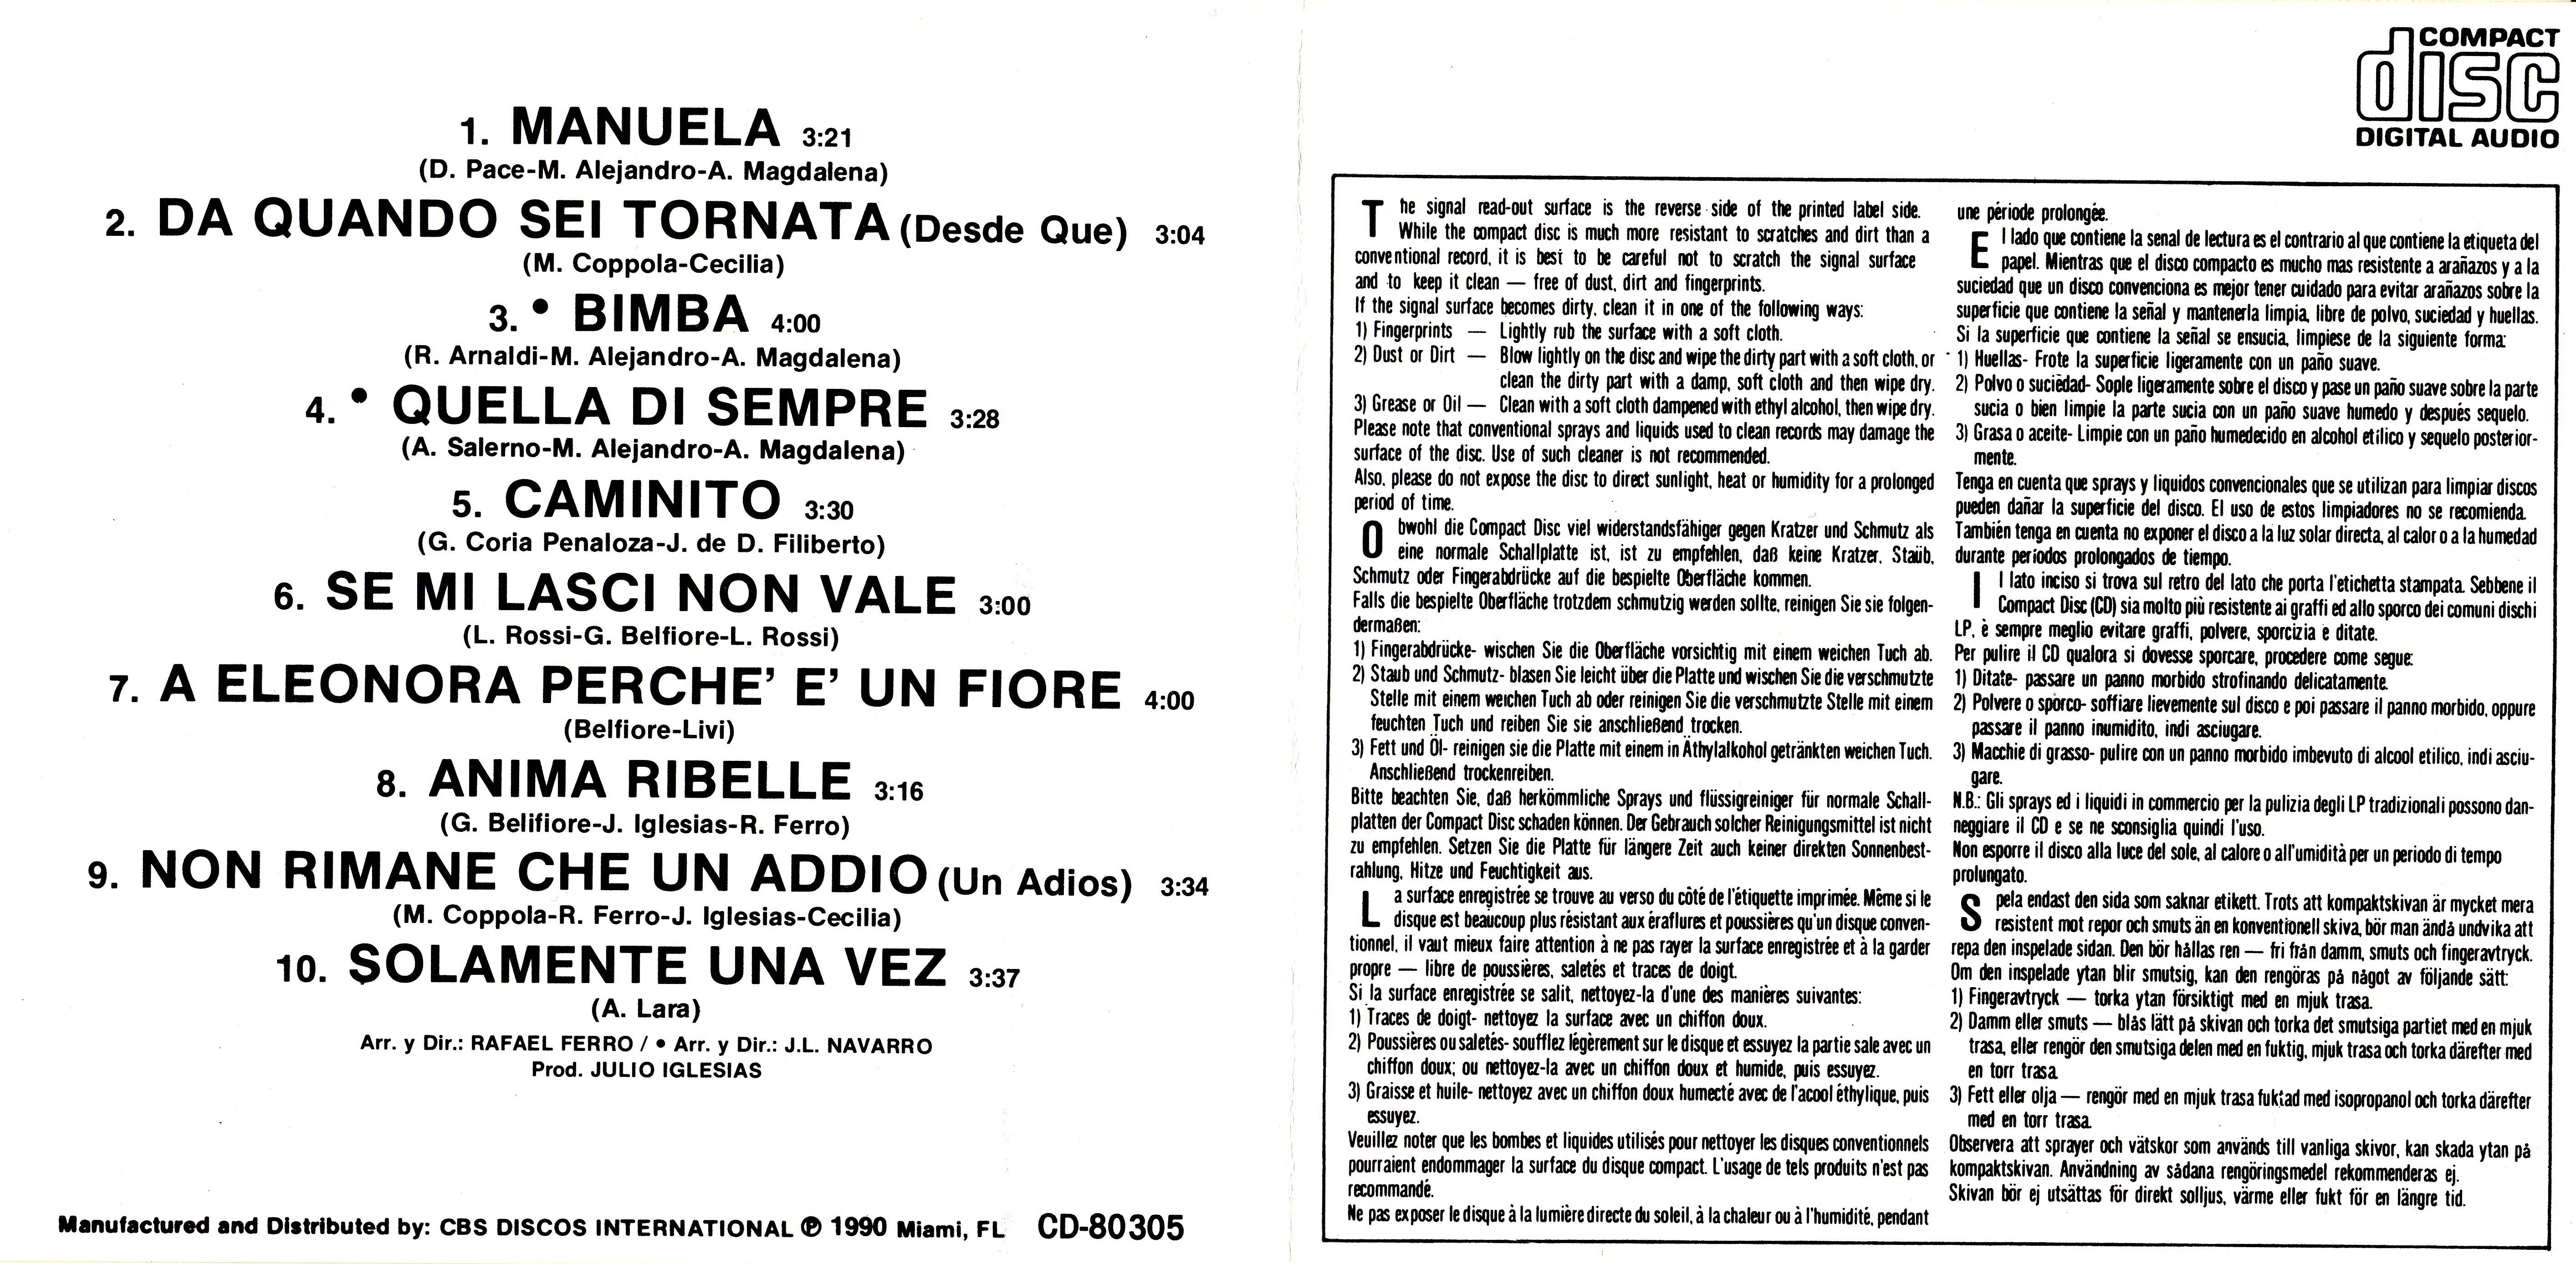 1. MANUELA 3:21
(D. Pace-M. Alejandro-A. Magdalena)
2. DA QUANDO SEI TORNATA (Desde Que) 3:04
(M. Coppola-Cecilia)
3. • BIMBA 4:00
(R. Arnaldi-M. Alejandro-A. Magdalena)
4. • QUELLA DI SEMPRE 3:28
(A. Salerno-M. Alejandro-A. Magdalena)
5. CAMINITO 3:30
(G. Coria Penaloza-J. de D. Filiberto)
6. SE MI LASCI NON VALE 3:00
(L. Rossi-G. Belfiore-L. Rossi)
7. A ELEONORA PERCHE' E' UN FIORE 4:00
(Belfiore-Livi)
8. ANIMA RIBELLE 3:16
(G. Belifiore-J. Iglesias-R. Ferro)
9. NON RIMANE CHE UN ADDIO (Un Adios) 3:34
(M. Coppola-R. Ferro-J. Iglesias-Cecilia)
10. SOLAMENTE UNA VEZ 3:37
(A. Lara)
Arr. y Dir.: RAFAEL FERRO / • Arr. y Dir.: J.L. NAVARRO
Prod. JULIO IGLESIAS
Manufactured and Distributed by: CBS DISCOS INTERNATIONAL ℗ 1990 Miami, FL CD-80305
COMPACT
disc
DIGITAL AUDIO
The signal read-out surface is the reverse side of the printed label side.
While the compact disc is much more resistant to scratches and dirt than a
conventional record, it is best to be careful not to scratch the signal surface
and to keep it clean — free of dust, dirt and fingerprints.
If the signal surface becomes dirty, clean it in one of the following ways:
1) Fingerprints — Lightly rub the surface with a soft cloth.
2) Dust or Dirt — Blow lightly on the disc and wipe the dirty part with a soft cloth, or
clean the dirty part with a damp, soft cloth and then wipe dry.
3) Grease or Oil — Clean with a soft cloth dampened with ethyl alcohol, then wipe dry.
Please note that conventional sprays and liquids used to clean records may damage the
surface of the disc. Use of such cleaner is not recommended.
Also, please do not expose the disc to direct sunlight, heat or humidity for a prolonged
period of time.
Obwohl die Compact Disc viel widerstandsfähiger gegen Kratzer und Schmutz als
eine normale Schallplatte ist, ist zu empfehlen, daß keine Kratzer, Staüb,
Schmutz oder Fingerabdrücke auf die bespielte Oberfläche kommen.
Falls die bespielte Oberfläche trotzdem schmutzig werden sollte, reinigen Sie sie folgen-
dermaßen:
1) Fingerabdrücke- wischen Sie die Oberfläche vorsichtig mit einem weichen Tuch ab.
2) Staub und Schmutz- blasen Sie leicht über die Platte und wischen Sie die verschmutzte
Stelle mit einem weichen Tuch ab oder reinigen Sie die verschmutzte Stelle mit einem
feuchten Tuch und reiben Sie sie anschließend trocken.
3) Fett und Öl- reinigen sie die Platte mit einem in Äthylalkohol getränkten weichen Tuch.
Anschließend trockenreiben.
Bitte beachten Sie, daß herkömmliche Sprays und flüssigreiniger für normale Schall-
platten der Compact Disc schaden können. Der Gebrauch solcher Reinigungsmittel ist nicht
zu empfehlen. Setzen Sie die Platte für längere Zeit auch keiner direkten Sonnenbest-
rahlung, Hitze und Feuchtigkeit aus.
La surface enregistrée se trouve au verso du côté de l'étiquette imprimée. Même si le
disque est beaucoup plus résistant aux éraflures et poussières qu'un disque conven-
tionnel, il vaut mieux faire attention à ne pas rayer la surface enregistrée et à la garder
propre — libre de poussières, saletés et traces de doigt.
Si la surface enregistrée se salit, nettoyez-la d'une des manières suivantes:
1) Traces de doigt- nettoyez la surface avec un chiffon doux.
2) Poussières ou saletés- soufflez légèrement sur le disque et essuyez la partie sale avec un
chiffon doux; ou nettoyez-la avec un chiffon doux et humide, puis essuyez.
3) Graisse et huile- nettoyez avec un chiffon doux humecté avec de l'acool éthylique, puis
essuyez.
Veuillez noter que les bombes et liquides utilisés pour nettoyer les disques conventionnels
pourraient endommager la surface du disque compact. L'usage de tels produits n'est pas
recommandé.
Ne pas exposer le disque à la lumière directe du soleil, à la chaleur ou à l'humidité, pendant
une période prolongée.
El lado que contiene la senal de lectura es el contrario al que contiene la etiqueta del
papel. Mientras que el disco compacto es mucho mas resistente a arañazos y a la
suciedad que un disco convenciona es mejor tener cuidado para evitar arañazos sobre la
superficie que contiene la señal y mantenerla limpia, libre de polvo, suciedad y huellas.
Si la superficie que contiene la señal se ensucia, limpiese de la siguiente forma:
1) Huellas- Frote la superficie ligeramente con un paño suave.
2) Polvo o suciedad- Sople ligeramente sobre el disco y pase un paño suave sobre la parte
sucia o bien limpie la parte sucia con un paño suave humedo y después sequelo.
3) Grasa o aceite- Limpie con un paño humedecido en alcohol etílico y sequelo posterior-
mente.
Tenga en cuenta que sprays y liquidos convencionales que se utilizan para limpiar discos
pueden dañar la superficie del disco. El uso de estos limpiadores no se recomienda.
También tenga en cuenta no exponer el disco a la luz solar directa, al calor o a la humedad
durante periodos prolongados de tiempo.
Il lato inciso si trova sul retro del lato che porta l'etichetta stampata. Sebbene il
Compact Disc (CD) sia molto più resistente ai graffi ed allo sporco dei comuni dischi
LP, è sempre meglio evitare graffi, polvere, sporcizia e ditate.
Per pulire il CD qualora si dovesse sporcare, procedere come segue:
1) Ditate- passare un panno morbido strofinando delicatamente.
2) Polvere o sporco- soffiare lievemente sul disco e poi passare il panno morbido, oppure
passare il panno inumidito, indi asciugare.
3) Macchie di grasso- pulire con un panno morbido imbevuto di alcool etilico, indi asciu-
gare.
N.B.: Gli sprays ed i liquidi in commercio per la pulizia degli LP tradizionali possono dan-
neggiare il CD e se ne sconsiglia quindi l'uso.
Non esporre il disco alla luce del sole, al calore o all'umidità per un periodo di tempo
prolungato.
Spela endast den sida som saknar etikett. Trots att kompaktskivan är mycket mera
resistent mot repor och smuts än en konventionell skiva, bör man ändå undvika att
repa den inspelade sidan. Den bör hållas ren — fri från damm, smuts och fingeravtryck.
Om den inspelade ytan blir smutsig, kan den rengöras på något av följande sätt:
1) Fingeravtryck — torka ytan försiktigt med en mjuk trasa.
2) Damm eller smuts — blås lätt på skivan och torka det smutsiga partiet med en mjuk
trasa, eller rengör den smutsiga delen med en fuktig, mjuk trasa och torka därefter med
en torr trasa.
3) Fett eller olja — rengör med en mjuk trasa fuktad med isopropanol och torka därefter
med en torr trasa.
Observera att sprayer och vätskor som används till vanliga skivor, kan skada ytan på
kompaktskivan. Användning av sådana rengöringsmedel rekommenderas ej.
Skivan bör ej utsättas för direkt solljus, värme eller fukt för en längre tid.